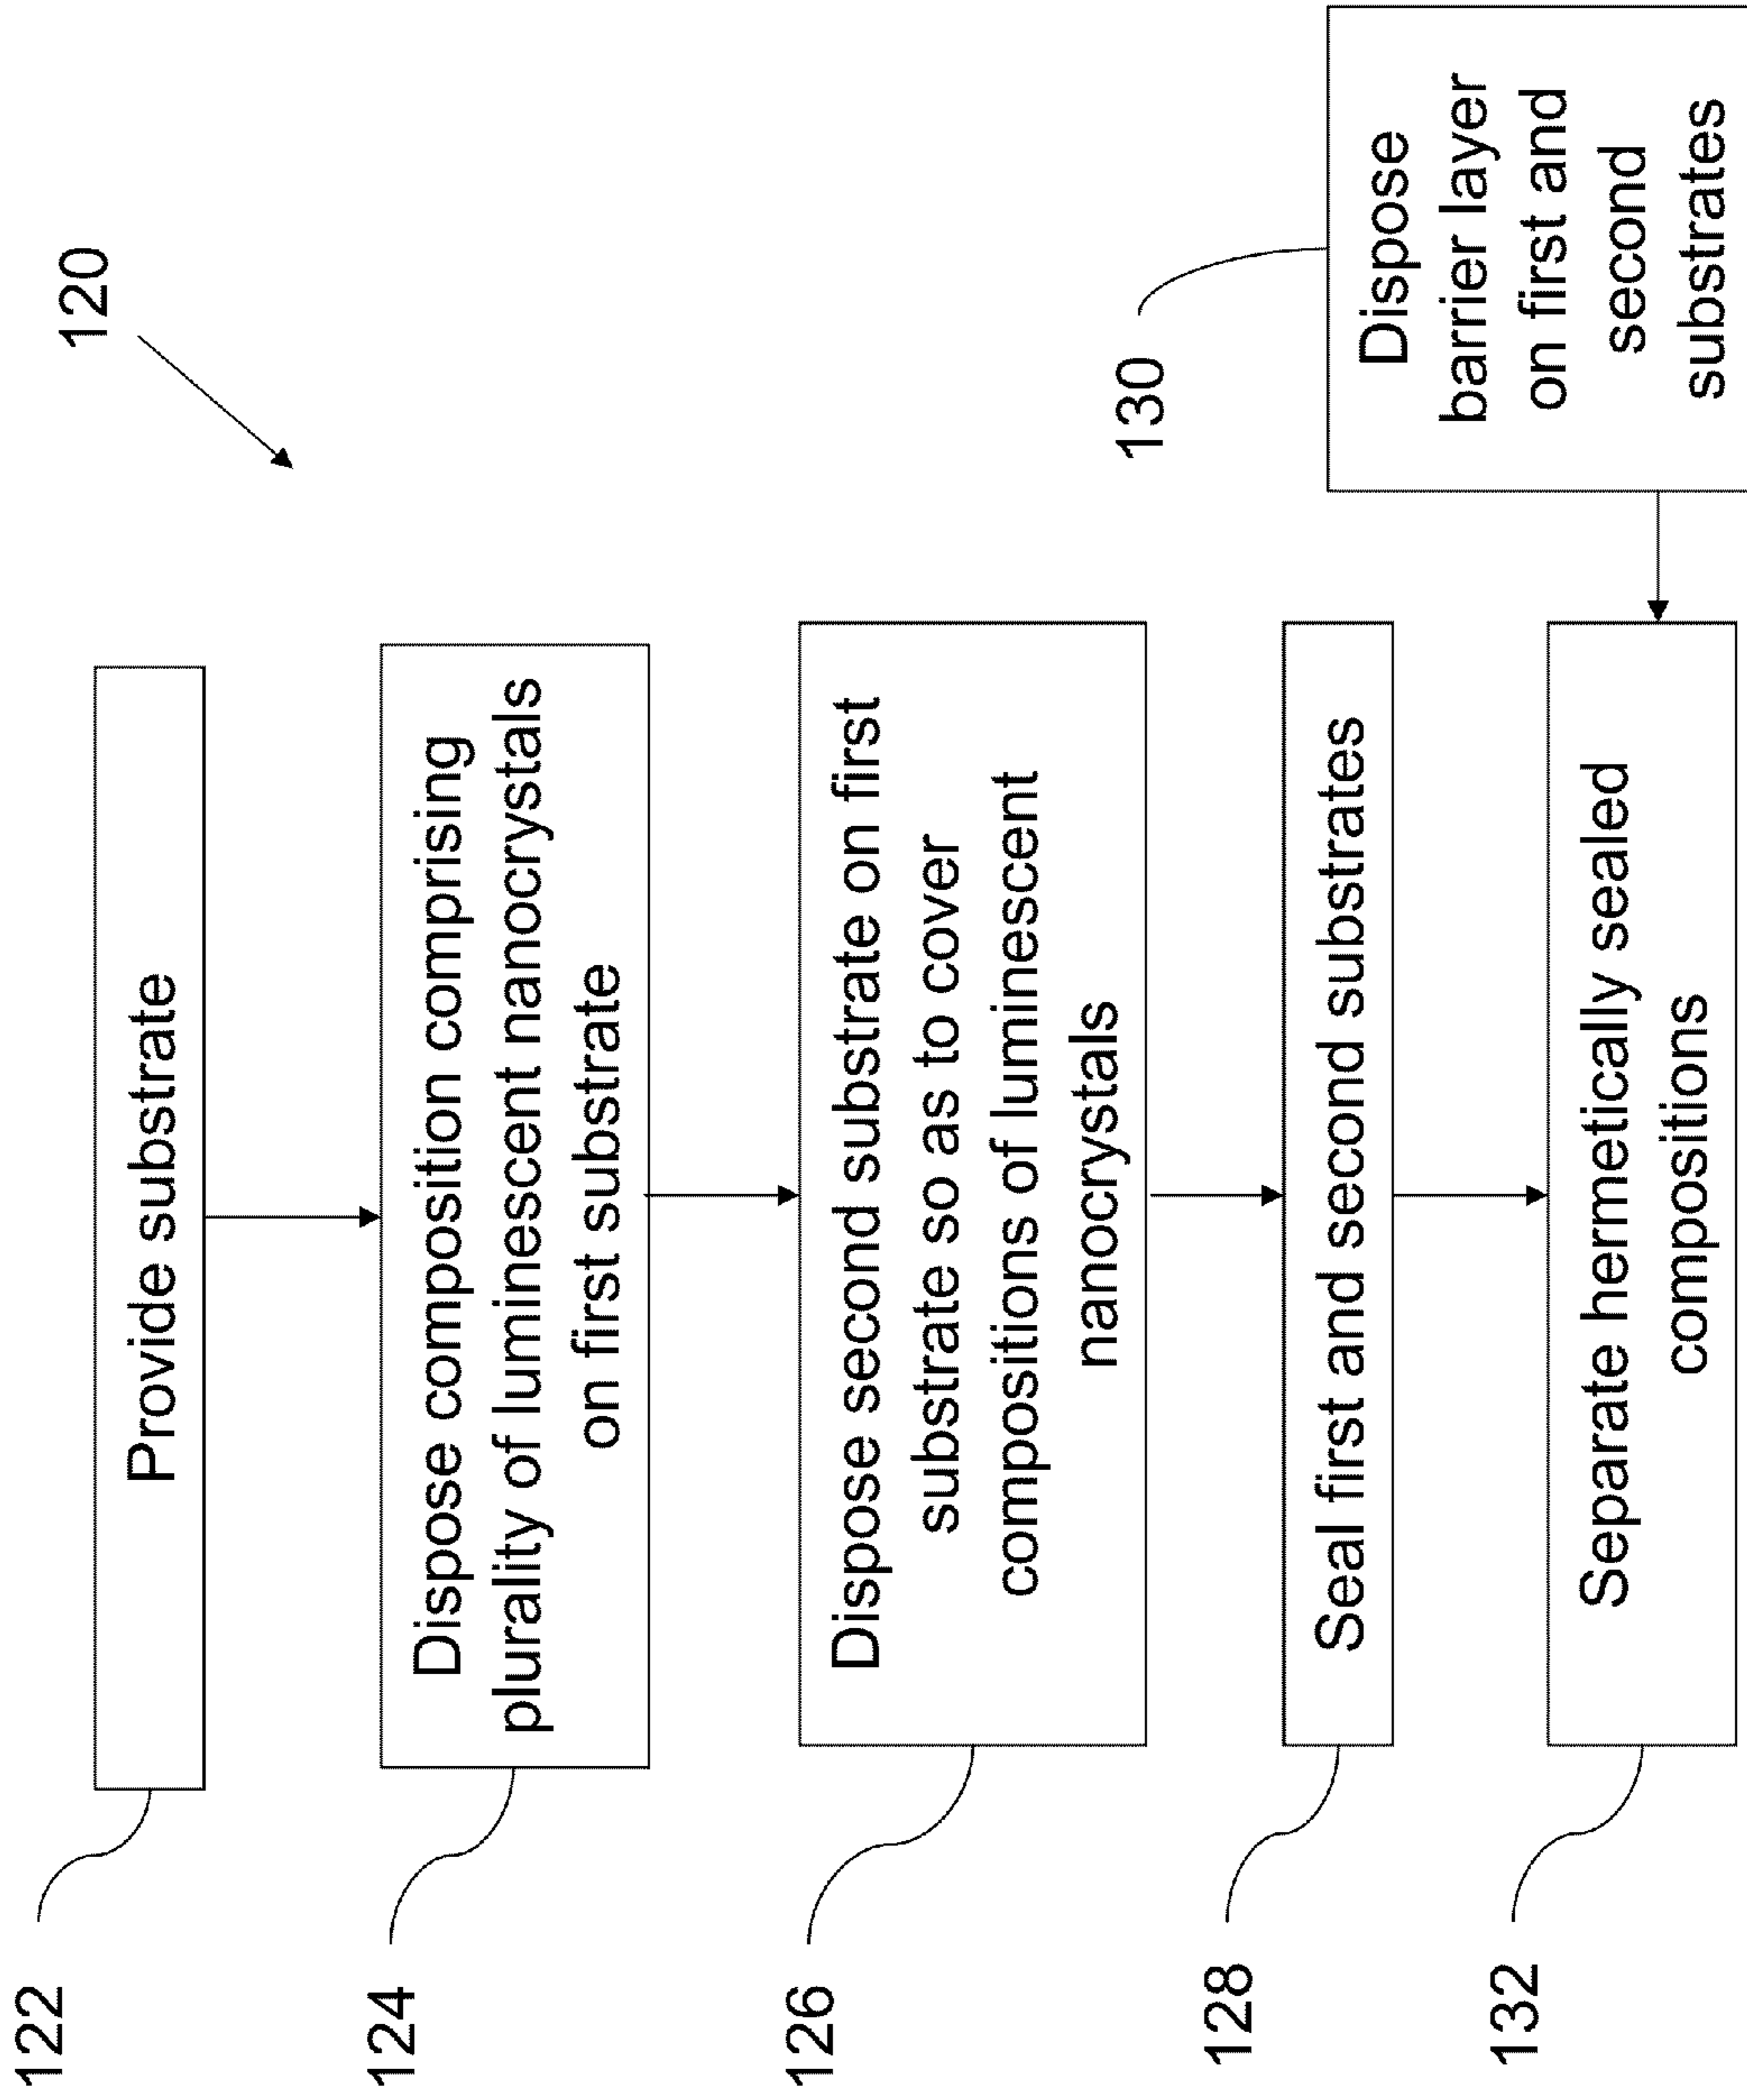 120
122
Provide substrate
124
Dispose composition comprising
plurality of luminescent nanocrystals
on first substrate
126
Dispose second substrate on first
substrate so as to cover
compositions of luminescent
nanocrystals
128
Seal first and second substrates
130
Dispose
barrier layer
on first and
second
substrates
132
Separate hermetically sealed
compositions